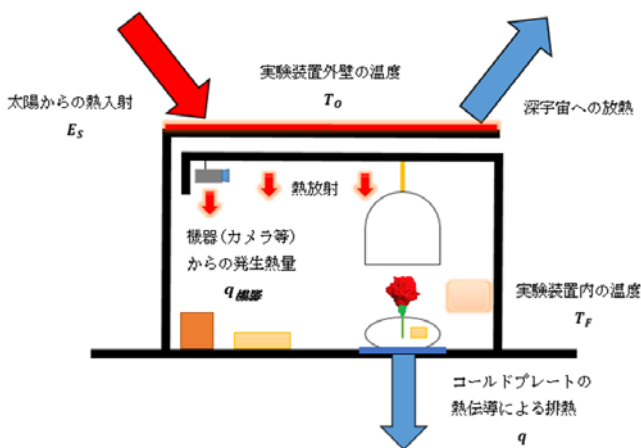 実験装置外壁の温度
T_O
太陽からの熱入射
E_S
深宇宙への放熱
熱放射
機器(カメラ等)
からの発生熱量
q_機器
実験装置内の温度
T_F
コールドプレートの
熱伝導による排熱
q